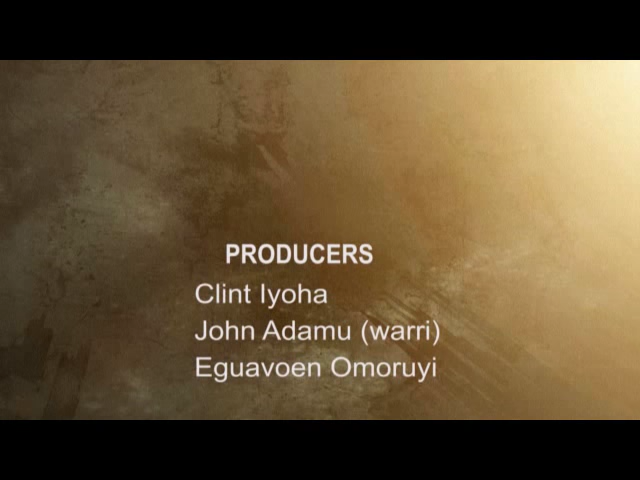 PRODUCERS
Clint Iyoha
John Adamu (warri)
Eguavoen Omoruyi